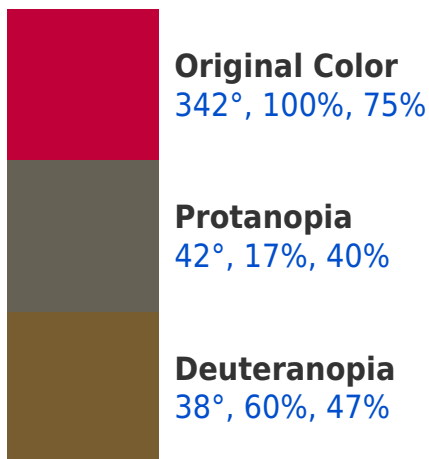 Original Color
342°, 100%, 75%
Protanopia
42°, 17%, 40%
Deuteranopia
38°, 60%, 47%